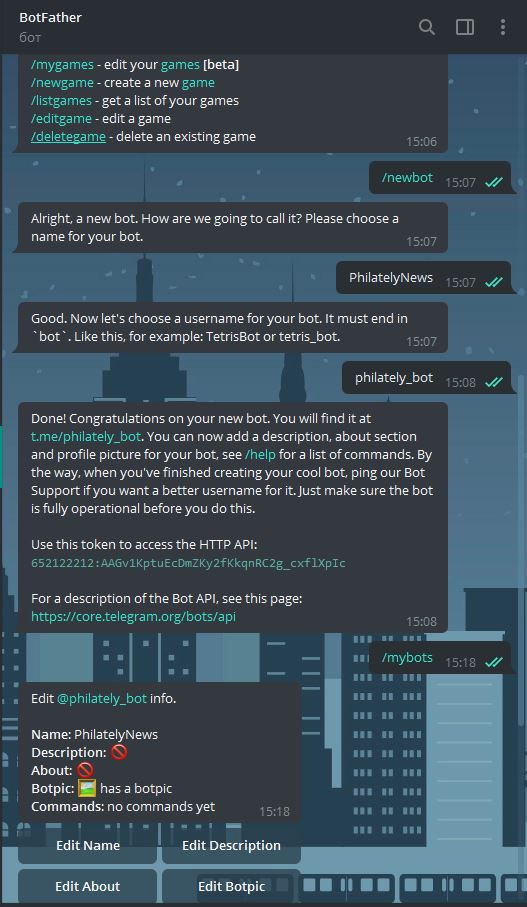 BotFather
бот
/mygames - edit your games [beta]
/newgame - create a new game
/listgames - get a list of your games
/editgame - edit a game
/deletegame - delete an existing game
15:06
/newbot 15:07
Alright, a new bot. How are we going to call it? Please choose a
name for your bot.
15:07
PhilatelyNews 15:07
Good. Now let's choose a username for your bot. It must end in
`bot`. Like this, for example: TetrisBot or tetris_bot.
15:07
philately_bot 15:08
Done! Congratulations on your new bot. You will find it at
t.me/philately_bot. You can now add a description, about section
and profile picture for your bot, see /help for a list of commands. By
the way, when you've finished creating your cool bot, ping our Bot
Support if you want a better username for it. Just make sure the bot
is fully operational before you do this.
Use this token to access the HTTP API:
652122212:AAGv1KptuEcDmZKy2fKkqnRC2g_cxflXpIc
For a description of the Bot API, see this page:
https://core.telegram.org/bots/api
15:08
/mybots 15:18
Edit @philately_bot info.
Name: PhilatelyNews
Description: 🚫
About: 🚫
Botpic: 🖼 has a botpic
Commands: no commands yet
15:18
Edit Name
Edit Description
Edit About
Edit Botpic